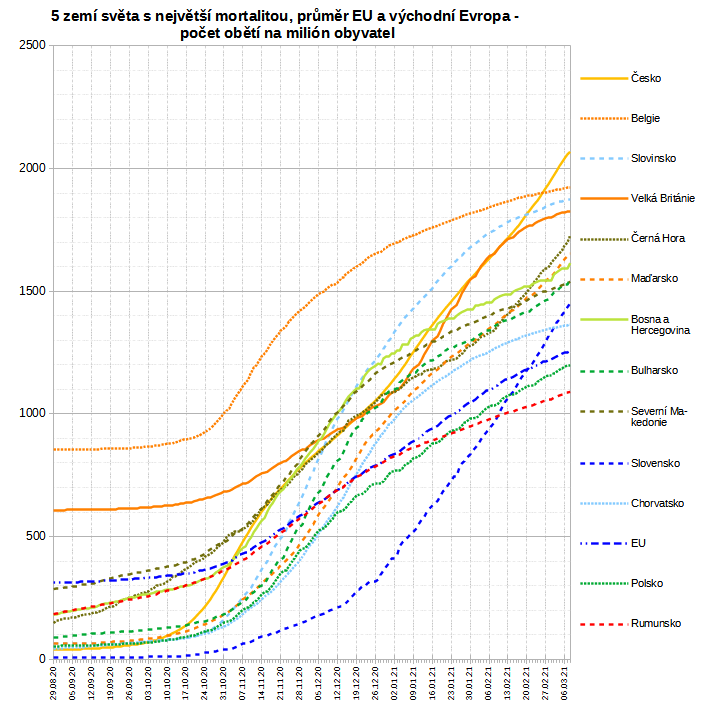 5 zemí světa s největší mortalitou, průměr EU a východní Evropa -
počet obětí na milión obyvatel
2500
2000
1500
1000
500
0
29.08.20
05.09.20
12.09.20
19.09.20
26.09.20
03.10.20
10.10.20
17.10.20
24.10.20
31.10.20
07.11.20
14.11.20
21.11.20
28.11.20
05.12.20
12.12.20
19.12.20
26.12.20
02.01.21
09.01.21
16.01.21
23.01.21
30.01.21
06.02.21
13.02.21
20.02.21
27.02.21
06.03.21
Česko
Belgie
Slovinsko
Velká Británie
Černá Hora
Maďarsko
Bosna a
Hercegovina
Bulharsko
Severní Ma-
kedonie
Slovensko
Chorvatsko
EU
Polsko
Rumunsko